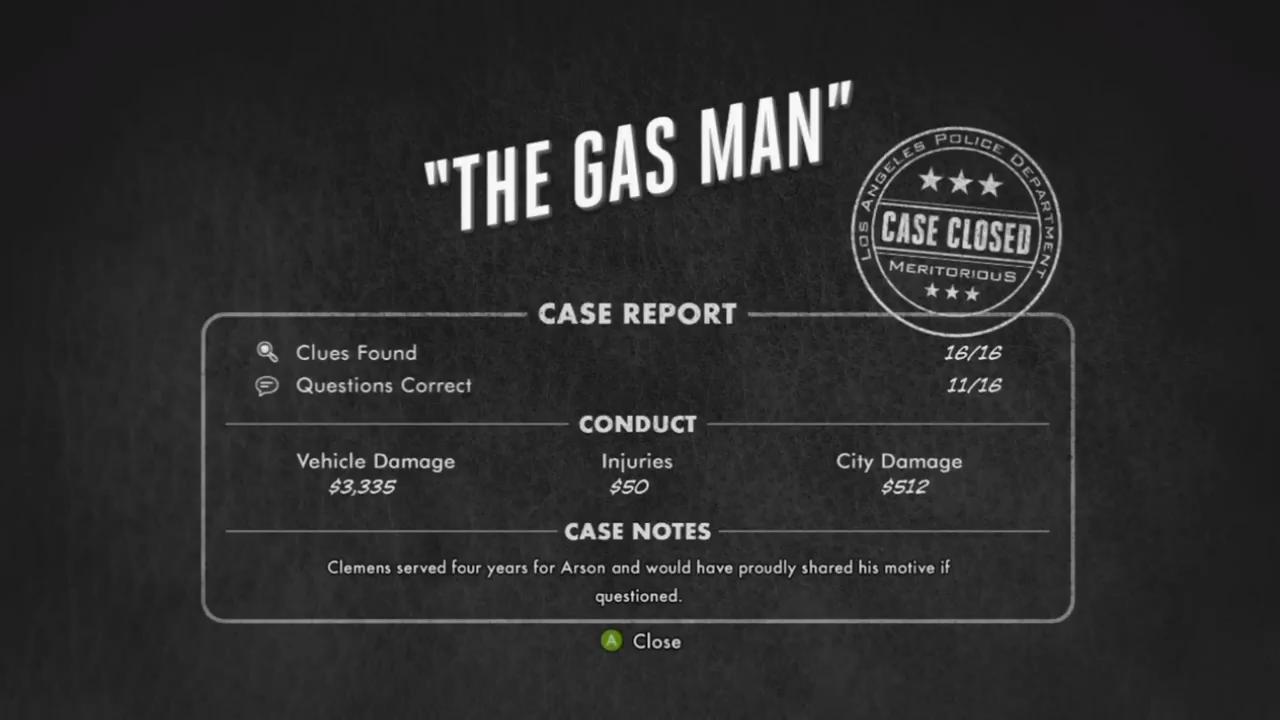 "THE GAS MAN"
LOS ANGELES POLICE DEPARTMENT
CASE CLOSED
MERITORIOUS
CASE REPORT
Clues Found 16/16
Questions Correct 11/16
CONDUCT
Vehicle Damage Injuries City Damage
$3,335 $50 $512
CASE NOTES
Clemens served four years for Arson and would have proudly shared his motive if
questioned.
A Close